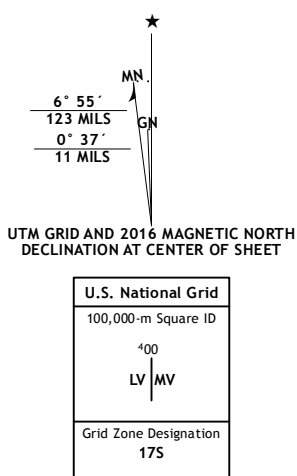 ★
MN
6° 55´
123 MILS
GN
0° 37´
11 MILS
UTM GRID AND 2016 MAGNETIC NORTH
DECLINATION AT CENTER OF SHEET
U.S. National Grid
100,000-m Square ID
⁴00
LV MV
Grid Zone Designation
17S